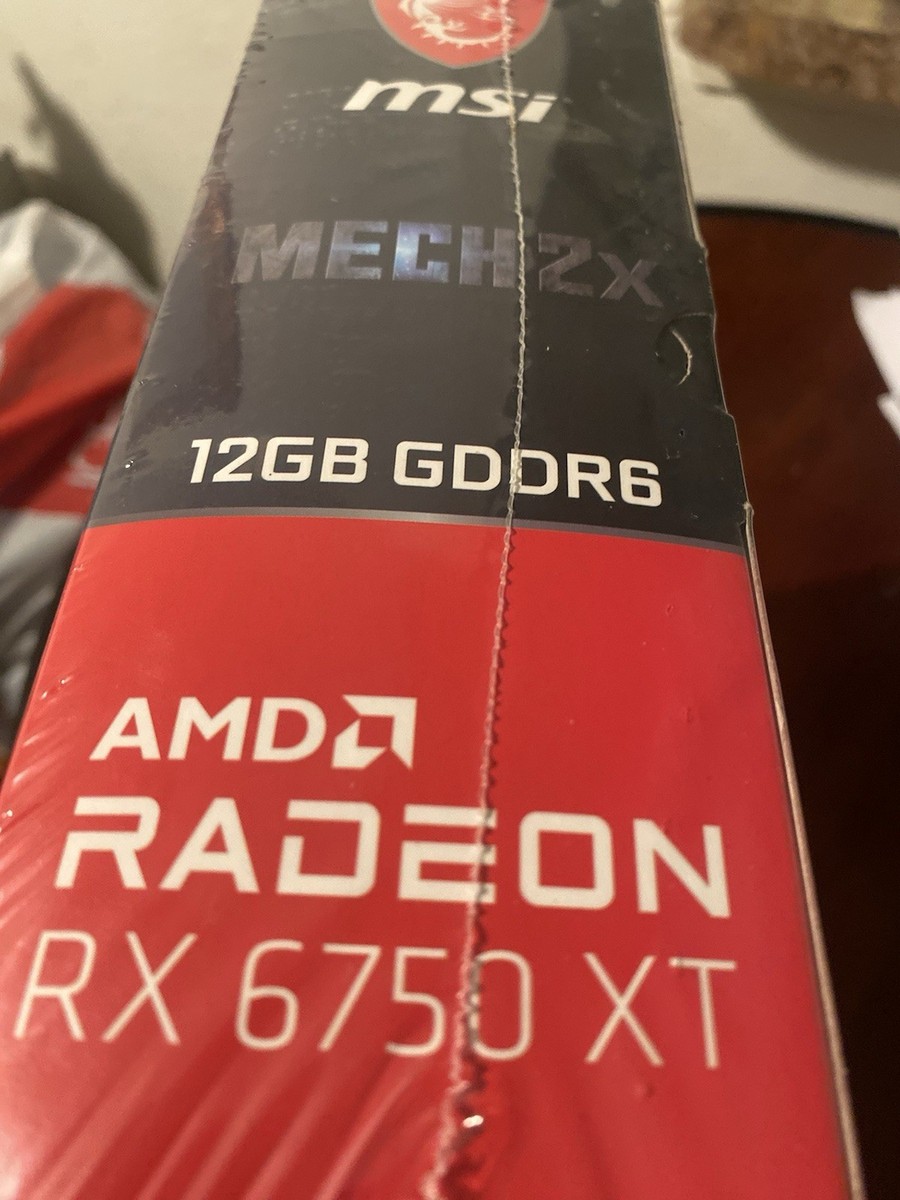 msi
MECH 2X
12GB GDDR6
AMD
RADEON
RX 6750 XT